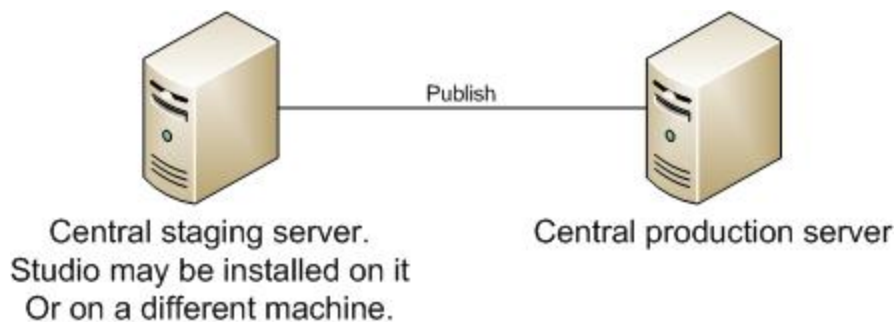 Publish
Central staging server.
Studio may be installed on it
Or on a different machine.
Central production server